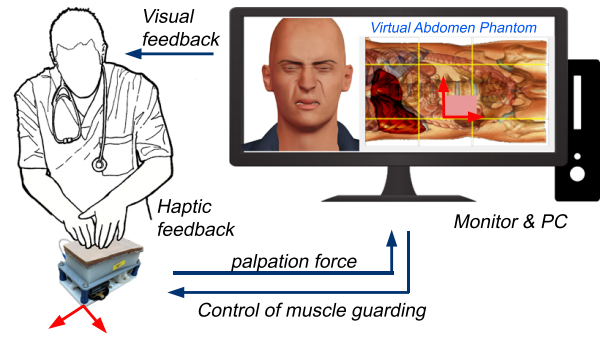 Visual
feedback
Virtual Abdomen Phantom
Haptic
feedback
Monitor & PC
palpation force
Control of muscle guarding